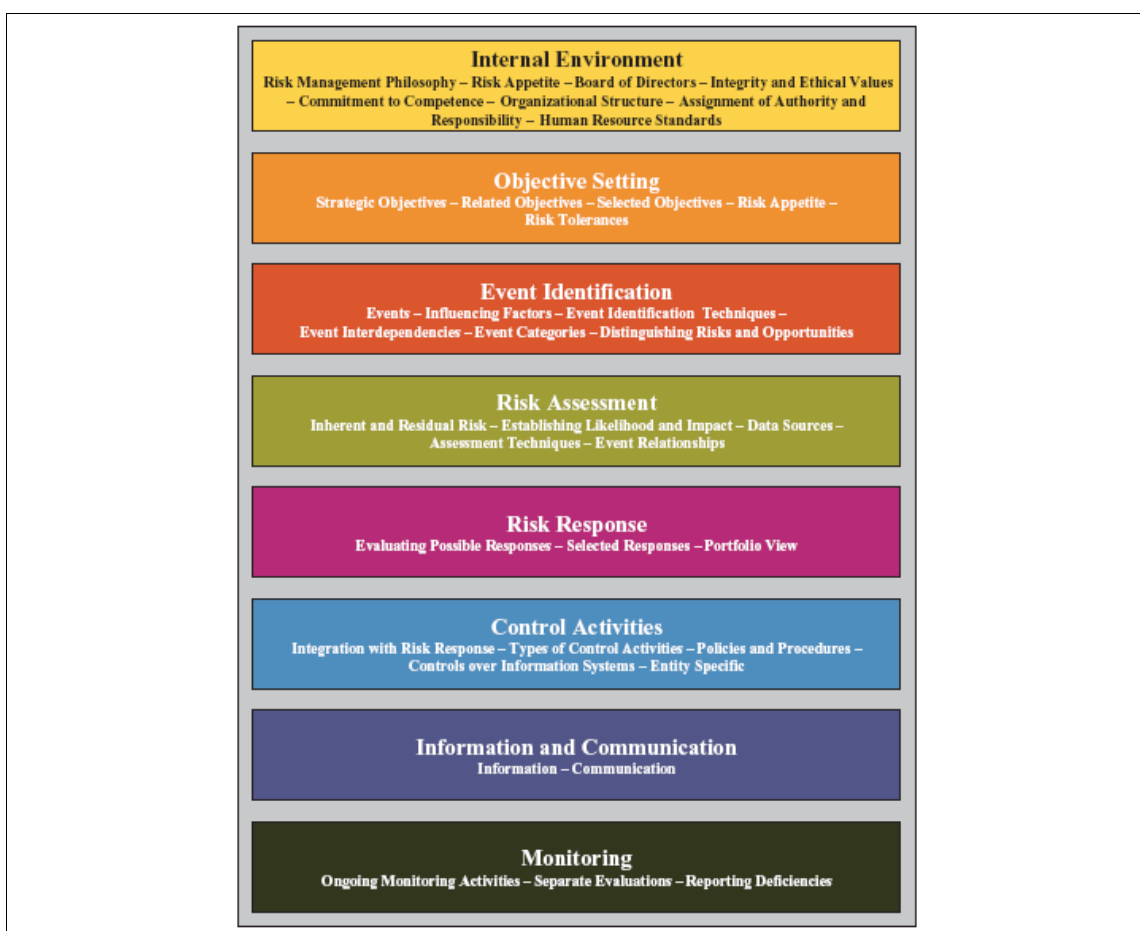 Internal Environment
Risk Management Philosophy – Risk Appetite – Board of Directors – Integrity and Ethical Values
– Commitment to Competence – Organizational Structure – Assignment of Authority and
Responsibility – Human Resource Standards
Objective Setting
Strategic Objectives – Related Objectives – Selected Objectives – Risk Appetite –
Risk Tolerances
Event Identification
Events – Influencing Factors – Event Identification Techniques –
Event Interdependencies – Event Categories – Distinguishing Risks and Opportunities
Risk Assessment
Inherent and Residual Risk – Establishing Likelihood and Impact – Data Sources –
Assessment Techniques – Event Relationships
Risk Response
Evaluating Possible Responses – Selected Responses – Portfolio View
Control Activities
Integration with Risk Response – Types of Control Activities – Policies and Procedures –
Controls over Information Systems – Entity Specific
Information and Communication
Information – Communication
Monitoring
Ongoing Monitoring Activities – Separate Evaluations – Reporting Deficiencies